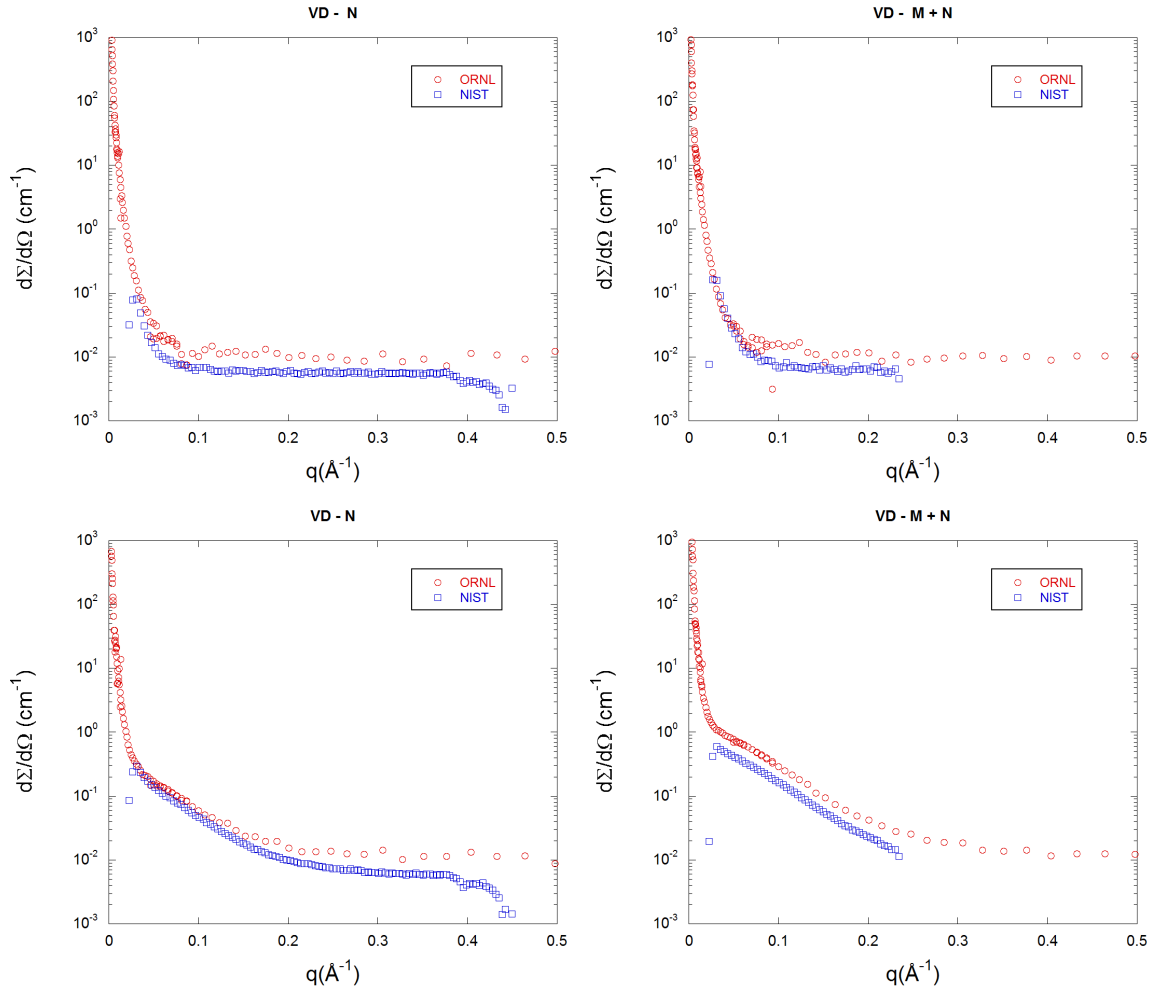 VD - N
10³
10²
10¹
10⁰
10⁻¹
10⁻²
10⁻³
dΣ/dΩ (cm⁻¹)
ORNL
NIST
0 0.1 0.2 0.3 0.4 0.5
q(Å⁻¹)
VD - M + N
10³
10²
10¹
10⁰
10⁻¹
10⁻²
10⁻³
dΣ/dΩ (cm⁻¹)
ORNL
NIST
0 0.1 0.2 0.3 0.4 0.5
q(Å⁻¹)
VD - N
10³
10²
10¹
10⁰
10⁻¹
10⁻²
10⁻³
dΣ/dΩ (cm⁻¹)
ORNL
NIST
0 0.1 0.2 0.3 0.4 0.5
q(Å⁻¹)
VD - M + N
10³
10²
10¹
10⁰
10⁻¹
10⁻²
10⁻³
dΣ/dΩ (cm⁻¹)
ORNL
NIST
0 0.1 0.2 0.3 0.4 0.5
q(Å⁻¹)